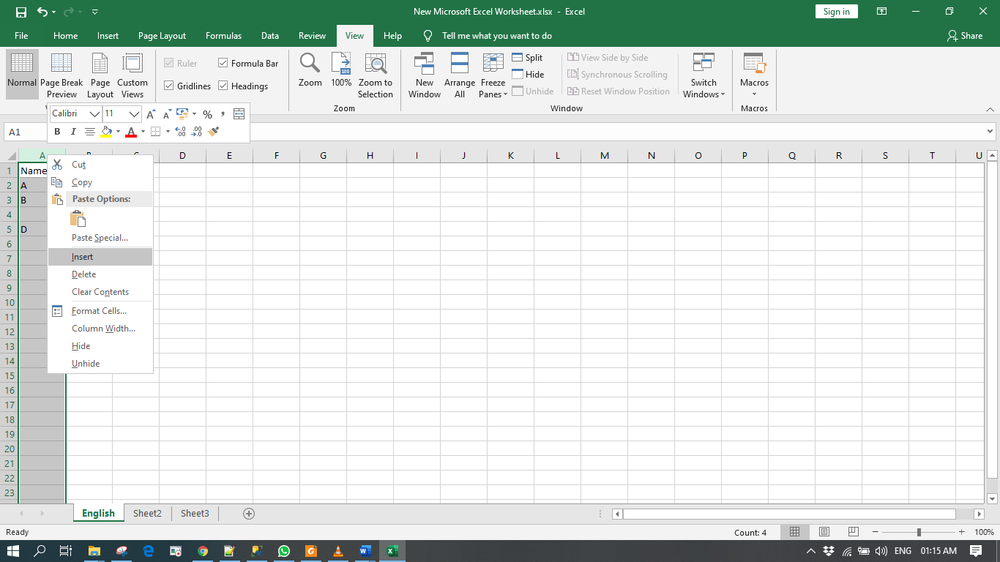 New Microsoft Excel Worksheet.xlsx - Excel
Sign in
File Home Insert Page Layout Formulas Data Review View Help Tell me what you want to do Share
Normal Page Break Preview Page Layout Custom Views
Ruler Formula Bar
Gridlines Headings
Zoom 100% Zoom to Selection
Zoom
New Window Arrange All Freeze Panes
Split
Hide
Unhide
View Side by Side
Synchronous Scrolling
Reset Window Position
Switch Windows
Window
Macros
Macros
Calibri 11 A A % ,
B I A .00 .00
A1
A D E F G H I J K L M N O P Q R S T U
1 Name
2 A
3 B
4
5 D
6
7
8
9
10
11
12
13
14
15
16
17
18
19
20
21
22
23
Cut
Copy
Paste Options:
Paste Special...
Insert
Delete
Clear Contents
Format Cells...
Column Width...
Hide
Unhide
English Sheet2 Sheet3
Ready Count: 4 100%
ENG 01:15 AM